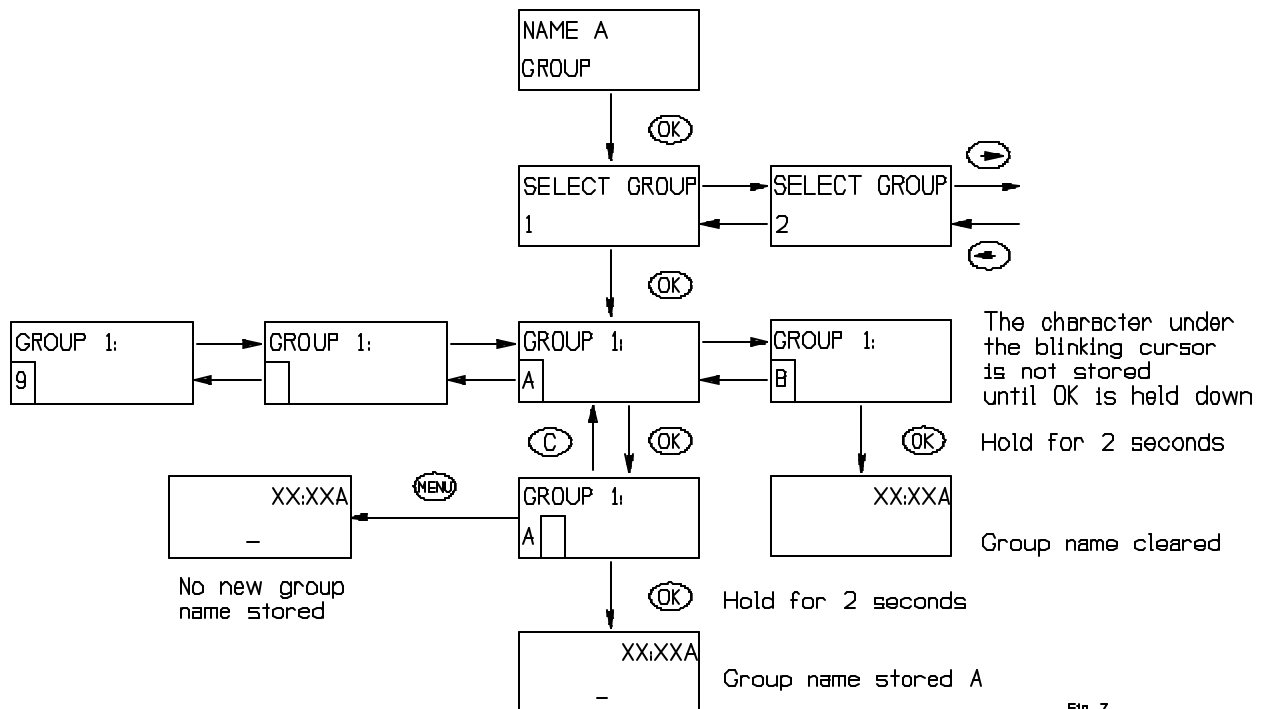 NAME A
GROUP
OK
SELECT GROUP
1
SELECT GROUP
2
OK
GROUP 1:
9
GROUP 1:
GROUP 1:
A
GROUP 1:
B
The character under
the blinking cursor
is not stored
until OK is held down
C
OK
OK
Hold for 2 seconds
XX:XXA
_
MENU
GROUP 1:
A
XX:XXA
Group name cleared
No new group
name stored
OK
Hold for 2 seconds
XX:XXA
_
Group name stored A